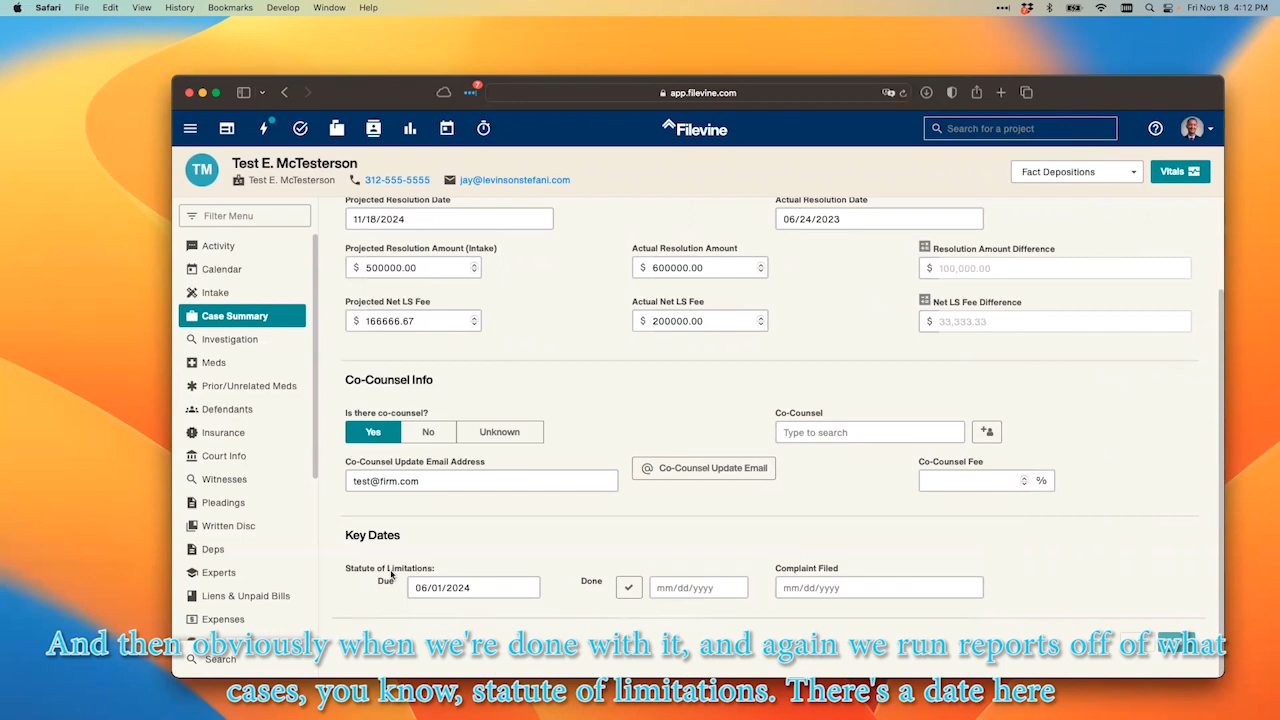 Safari File Edit View History Bookmarks Develop Window Help
Fri Nov 18 4:12 PM
7
app.filevine.com
Filevine
Search for a project
TM
Test E. McTesterson
Test E. McTesterson 312-555-5555 jay@levinsonstefani.com
Fact Depositions
Vitals
Filter Menu
Activity
Calendar
Intake
Case Summary
Investigation
Meds
Prior/Unrelated Meds
Defendants
Insurance
Court Info
Witnesses
Pleadings
Written Disc
Deps
Experts
Liens & Unpaid Bills
Expenses
Search
Projected Resolution Date Actual Resolution Date
11/18/2024 06/24/2023
Projected Resolution Amount (Intake) Actual Resolution Amount Resolution Amount Difference
$ 500000.00 $ 600000.00 $ 100,000.00
Projected Net LS Fee Actual Net LS Fee Net LS Fee Difference
$ 166666.67 $ 200000.00 $ 33,333.33
Co-Counsel Info
Is there co-counsel? Co-Counsel
Yes No Unknown Type to search
Co-Counsel Update Email Address @ Co-Counsel Update Email Co-Counsel Fee
test@firm.com %
Key Dates
Statute of Limitations: Complaint Filed
Due 06/01/2024 Done mm/dd/yyyy mm/dd/yyyy
And then obviously when we're done with it, and again we run reports off of what
cases, you know, statute of limitations. There's a date here